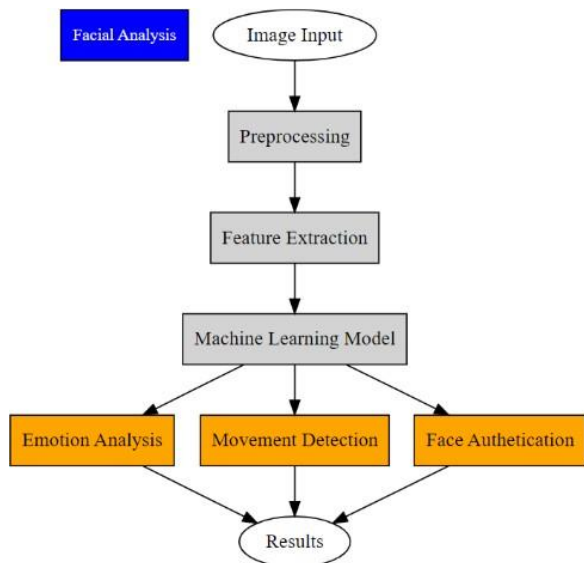 Facial Analysis
Image Input
Preprocessing
Feature Extraction
Machine Learning Model
Emotion Analysis
Movement Detection
Face Authetication
Results